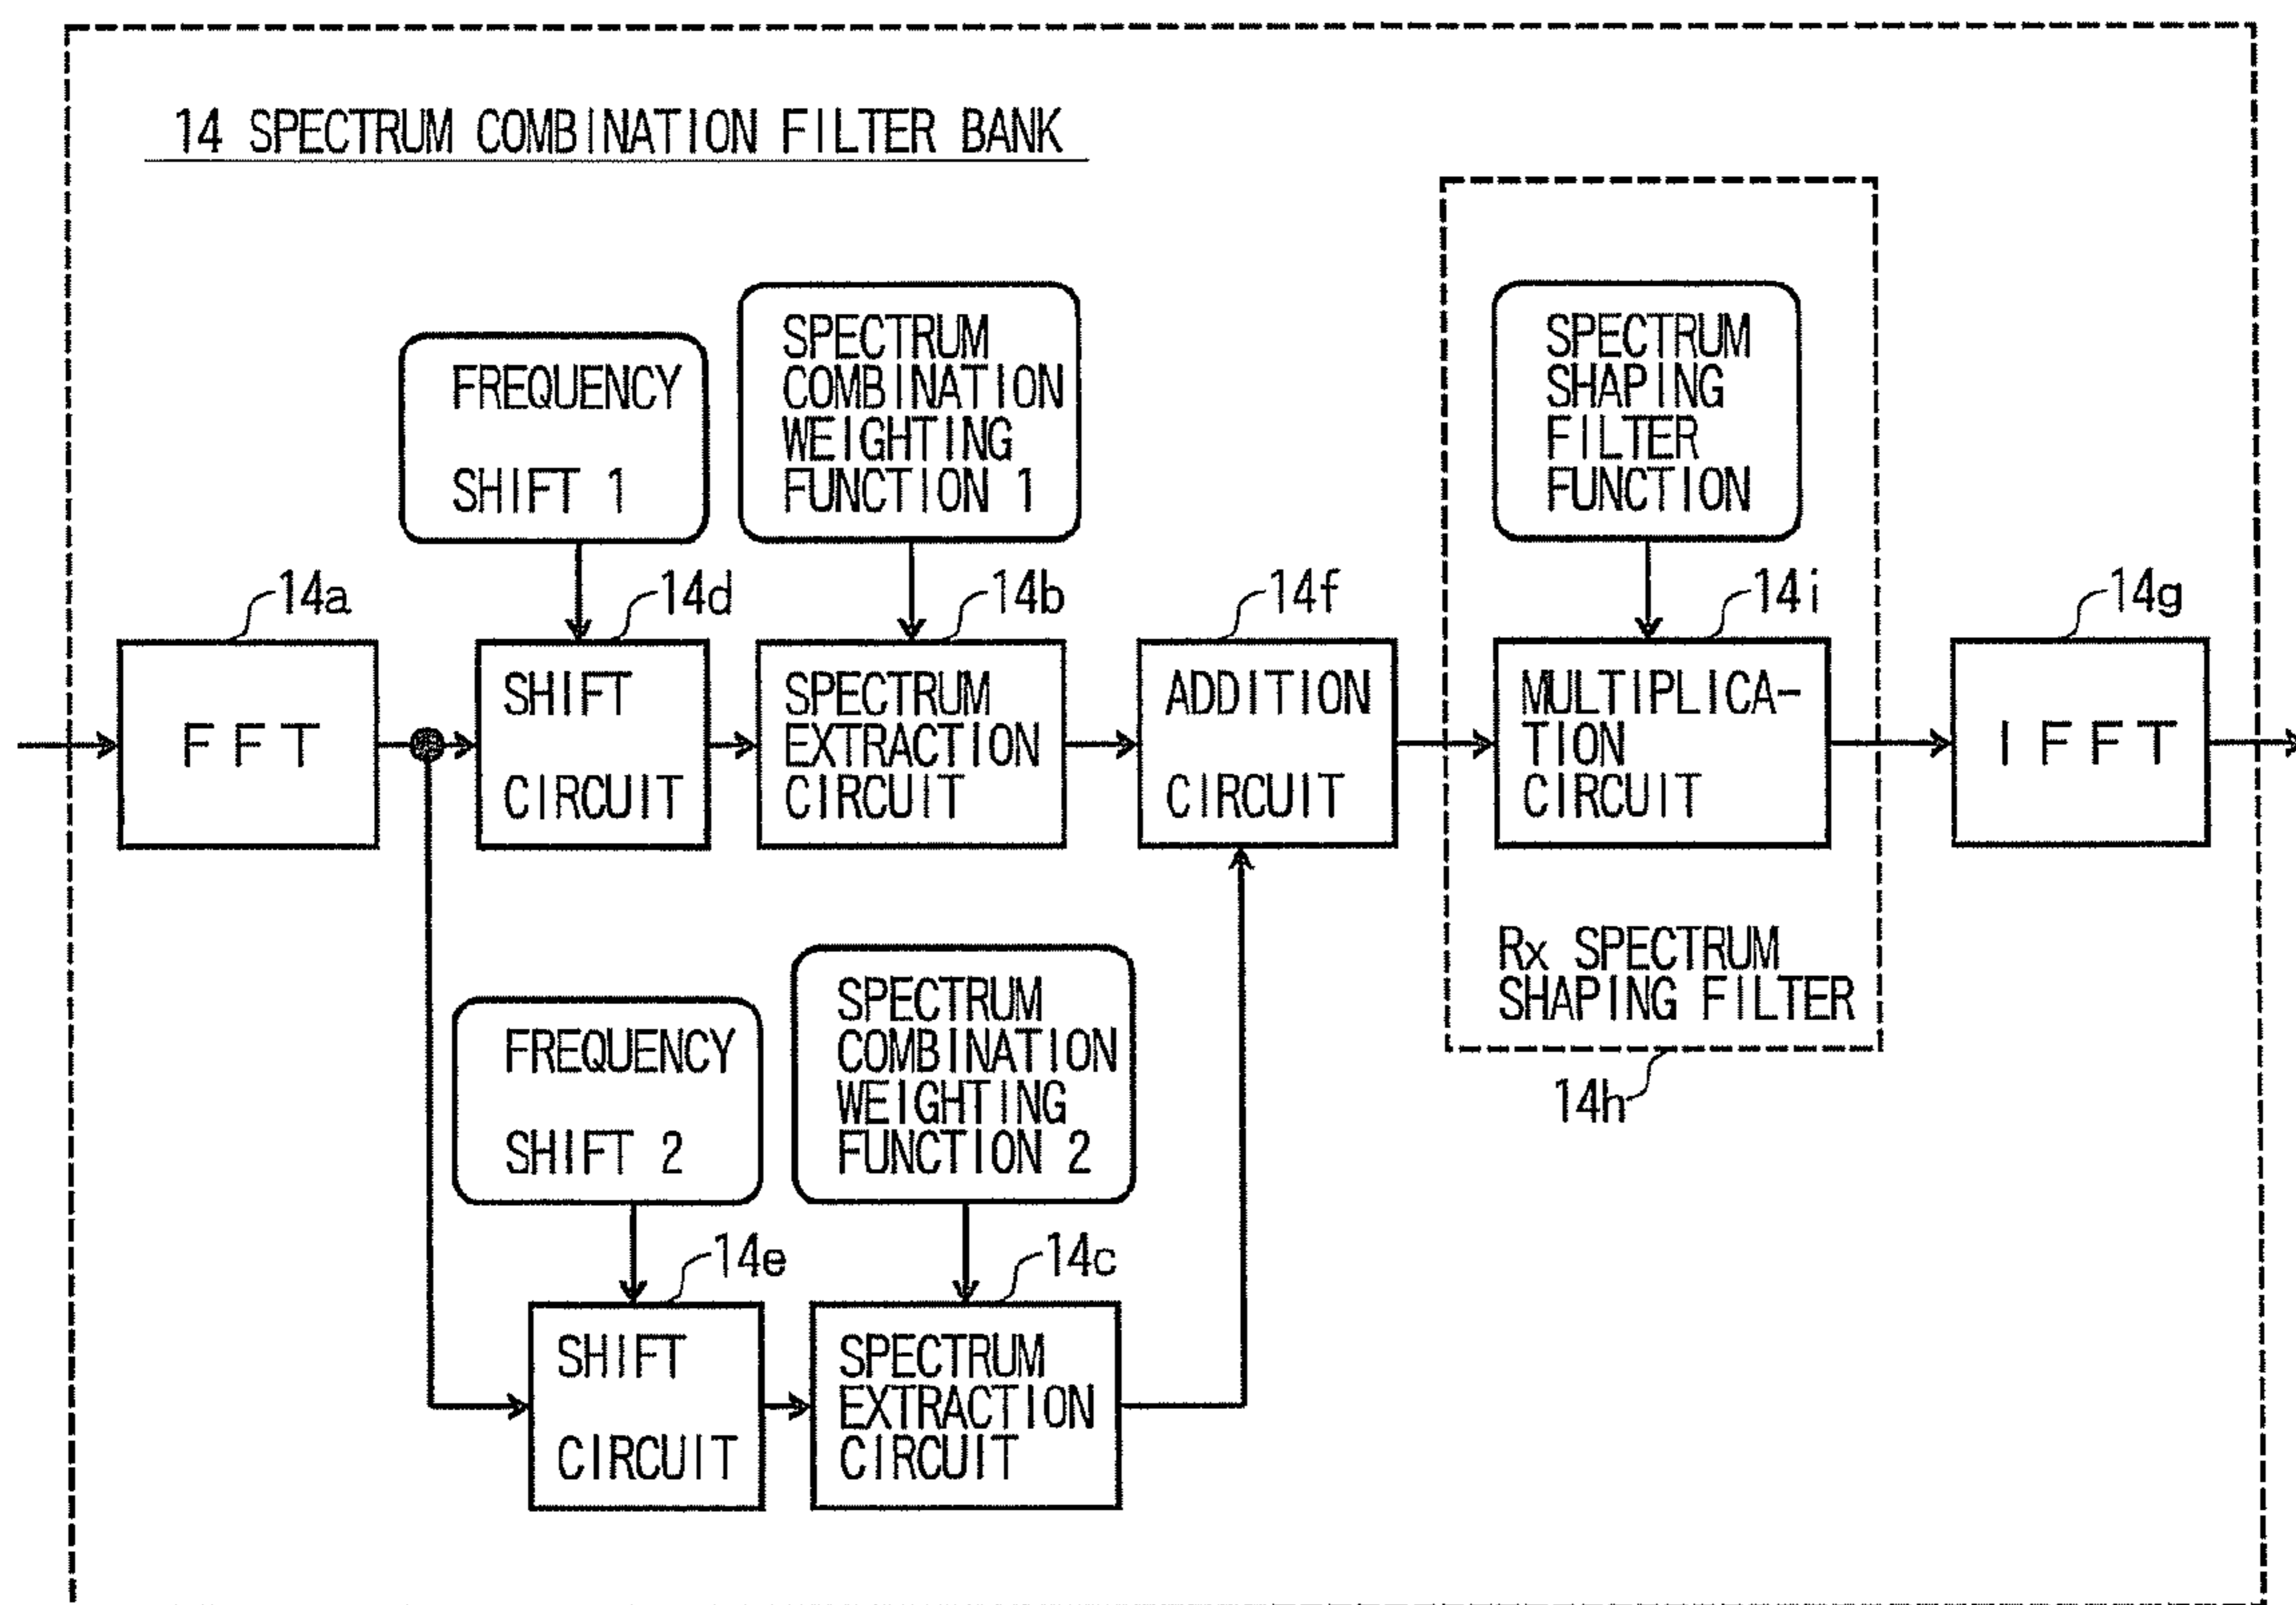 14 SPECTRUM COMBINATION FILTER BANK
FREQUENCY
SHIFT 1
SPECTRUM
COMBINATION
WEIGHTING
FUNCTION 1
SPECTRUM
SHAPING
FILTER
FUNCTION
14a
14d
14b
14f
14i
14g
FFT
SHIFT
CIRCUIT
SPECTRUM
EXTRACTION
CIRCUIT
ADDITION
CIRCUIT
MULTIPLICA-
TION
CIRCUIT
IFFT
Rx SPECTRUM
SHAPING FILTER
14h
FREQUENCY
SHIFT 2
SPECTRUM
COMBINATION
WEIGHTING
FUNCTION 2
14e
14c
SHIFT
CIRCUIT
SPECTRUM
EXTRACTION
CIRCUIT